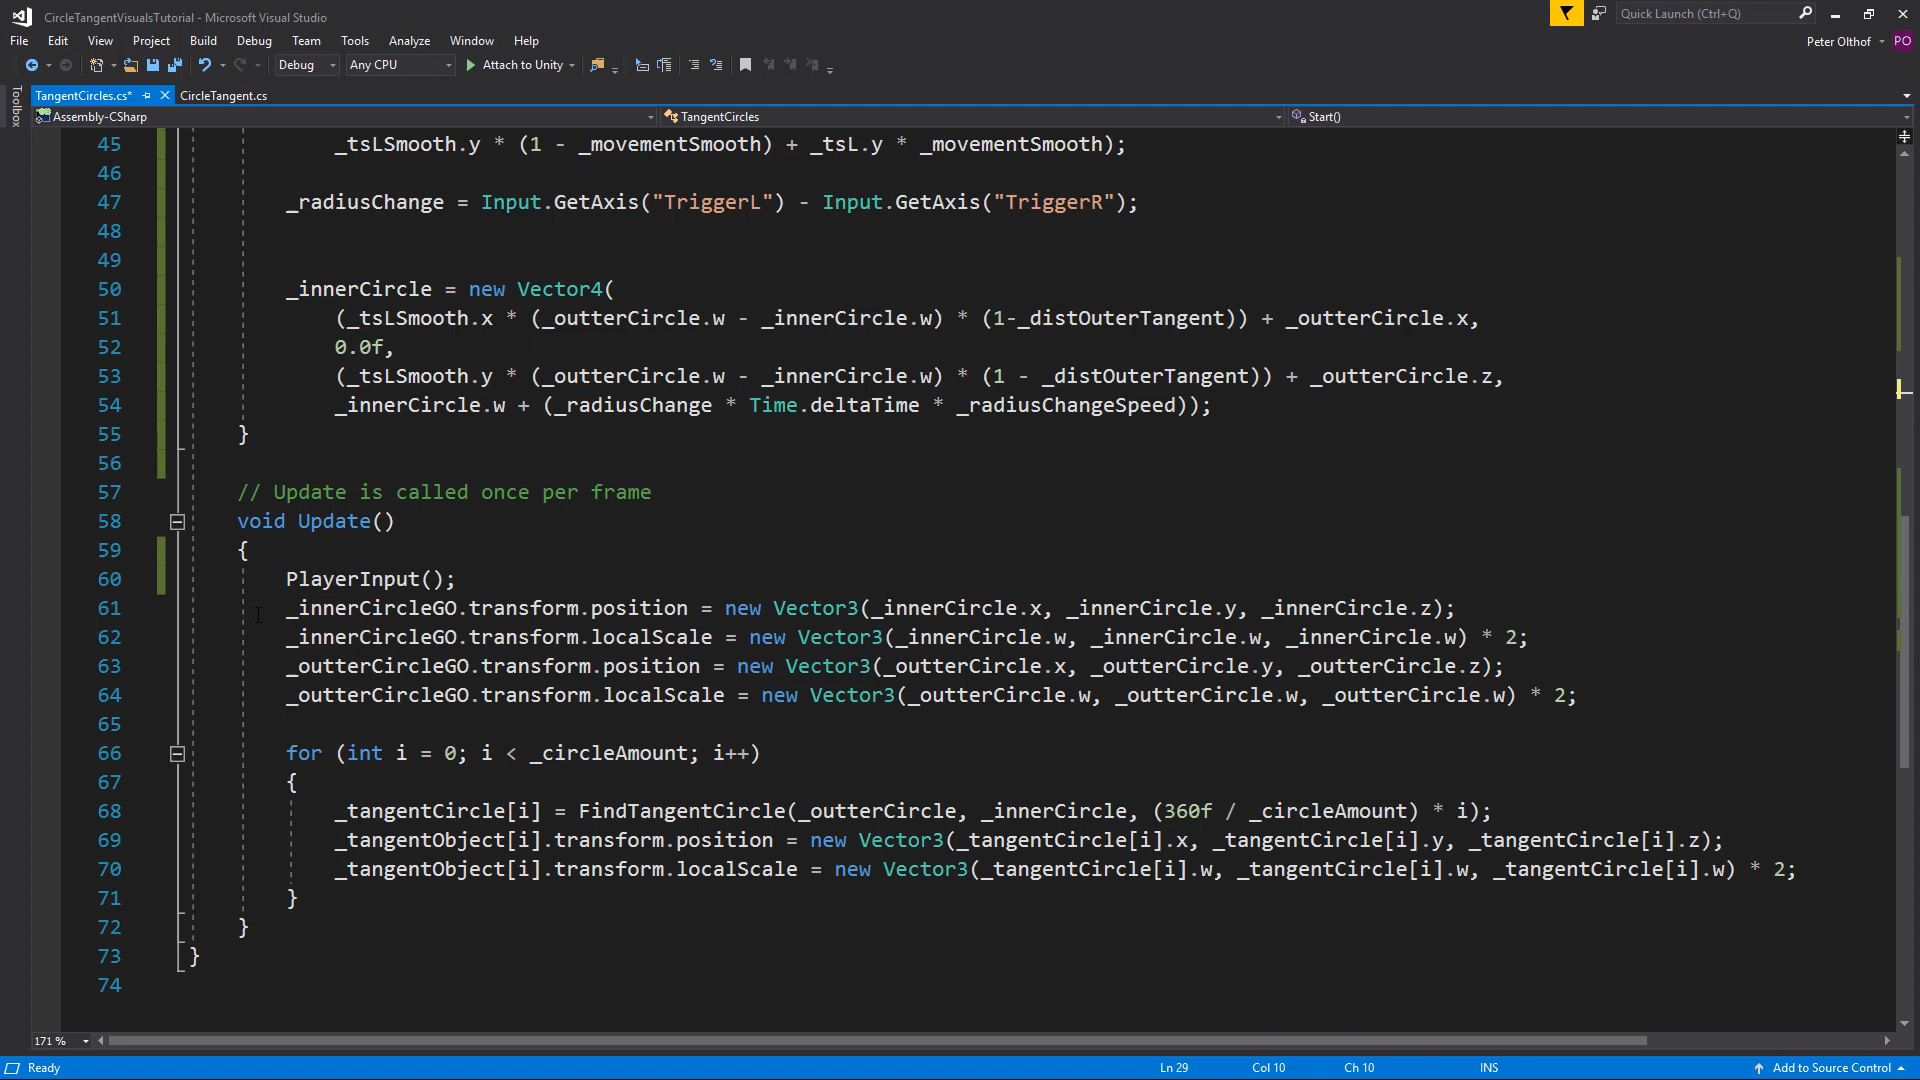 CircleTangentVisualsTutorial - Microsoft Visual Studio
Quick Launch (Ctrl+Q)
File Edit View Project Build Debug Team Tools Analyze Window Help
Peter Olthof PO
Debug Any CPU Attach to Unity
Toolbox
TangentCircles.cs* CircleTangent.cs
Assembly-CSharp TangentCircles Start()
45 _tsLSmooth.y * (1 - _movementSmooth) + _tsL.y * _movementSmooth);
46
47 _radiusChange = Input.GetAxis("TriggerL") - Input.GetAxis("TriggerR");
48
49
50 _innerCircle = new Vector4(
51 (_tsLSmooth.x * (_outterCircle.w - _innerCircle.w) * (1-_distOuterTangent)) + _outterCircle.x,
52 0.0f,
53 (_tsLSmooth.y * (_outterCircle.w - _innerCircle.w) * (1 - _distOuterTangent)) + _outterCircle.z,
54 _innerCircle.w + (_radiusChange * Time.deltaTime * _radiusChangeSpeed));
55 }
56
57 // Update is called once per frame
58 void Update()
59 {
60 PlayerInput();
61 _innerCircleGO.transform.position = new Vector3(_innerCircle.x, _innerCircle.y, _innerCircle.z);
62 _innerCircleGO.transform.localScale = new Vector3(_innerCircle.w, _innerCircle.w, _innerCircle.w) * 2;
63 _outterCircleGO.transform.position = new Vector3(_outterCircle.x, _outterCircle.y, _outterCircle.z);
64 _outterCircleGO.transform.localScale = new Vector3(_outterCircle.w, _outterCircle.w, _outterCircle.w) * 2;
65
66 for (int i = 0; i < _circleAmount; i++)
67 {
68 _tangentCircle[i] = FindTangentCircle(_outterCircle, _innerCircle, (360f / _circleAmount) * i);
69 _tangentObject[i].transform.position = new Vector3(_tangentCircle[i].x, _tangentCircle[i].y, _tangentCircle[i].z);
70 _tangentObject[i].transform.localScale = new Vector3(_tangentCircle[i].w, _tangentCircle[i].w, _tangentCircle[i].w) * 2;
71 }
72 }
73 }
74
171 %
Ready Ln 29 Col 10 Ch 10 INS Add to Source Control